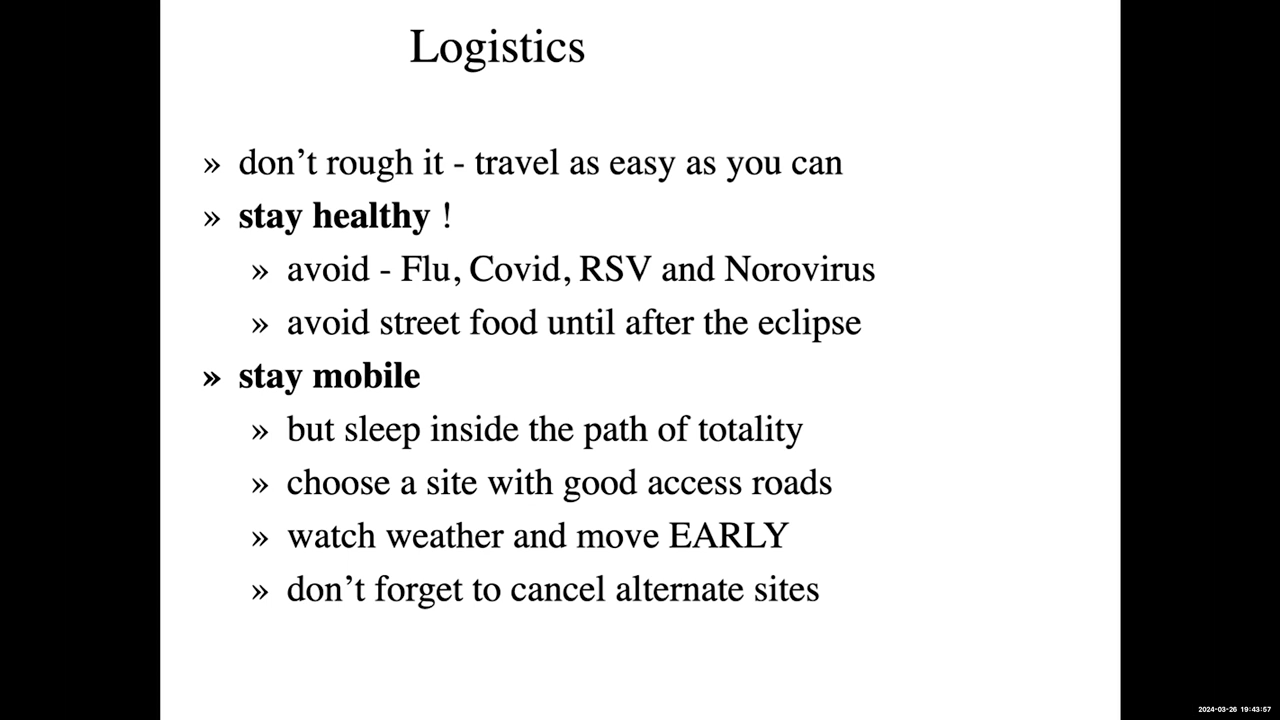 Logistics
» don’t rough it - travel as easy as you can
» stay healthy !
» avoid - Flu, Covid, RSV and Norovirus
» avoid street food until after the eclipse
» stay mobile
» but sleep inside the path of totality
» choose a site with good access roads
» watch weather and move EARLY
» don’t forget to cancel alternate sites
2024-03-26 19:43:57